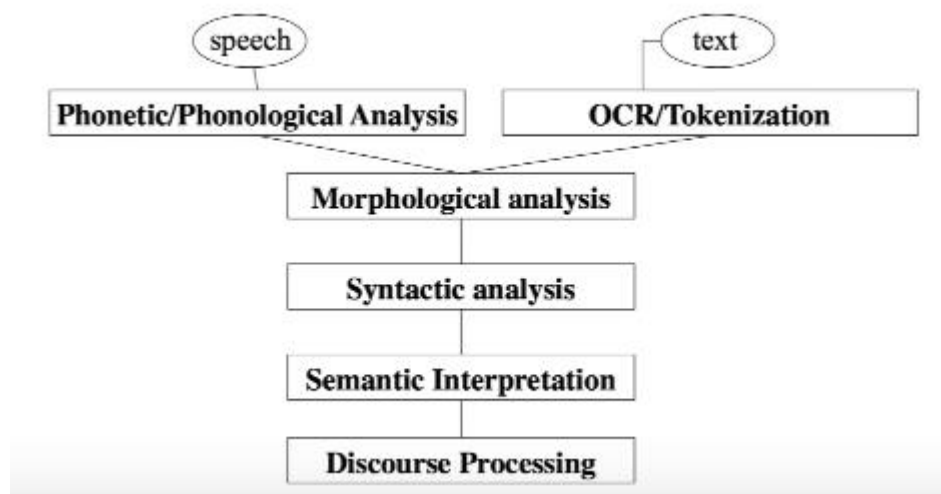 speech
text
Phonetic/Phonological Analysis
OCR/Tokenization
Morphological analysis
Syntactic analysis
Semantic Interpretation
Discourse Processing